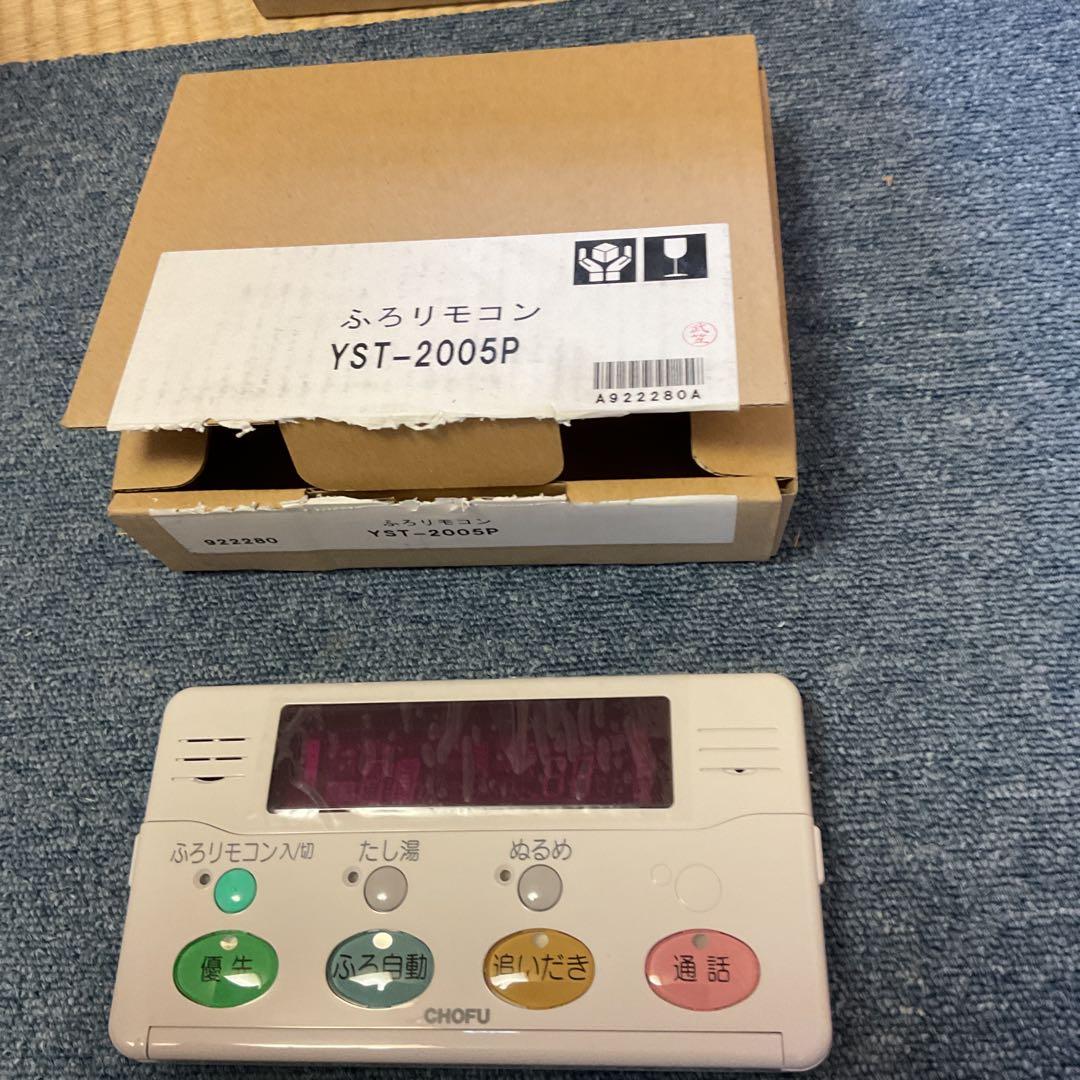 ふろリモコン
YST-2005P
武笠
A922280A
ふろリモコン
YST-2005P
922280
ふろリモコン入/切
たし湯
ぬるめ
優先
ふろ自動
追いだき
通話
CHOFU